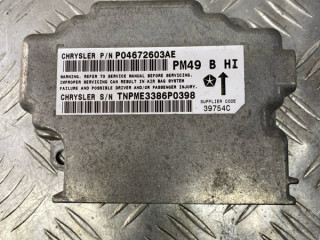 CHRYSLER P/N P04672603AE
PM49 B HI
WARNING: REFER TO SERVICE MANUAL BEFORE SERVICING.
IMPROPER SERVICING CAN RESULT IN AIR BAG SYSTEM
FAILURE AND POSSIBLE DRIVER AND/OR PASSENGER INJURY.
CHRYSLER S/N TNPME3386P0398
SUPPLIER CODE
39754C